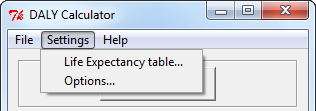 DALY Calculator
File Settings Help
Life Expectancy table...
Options...